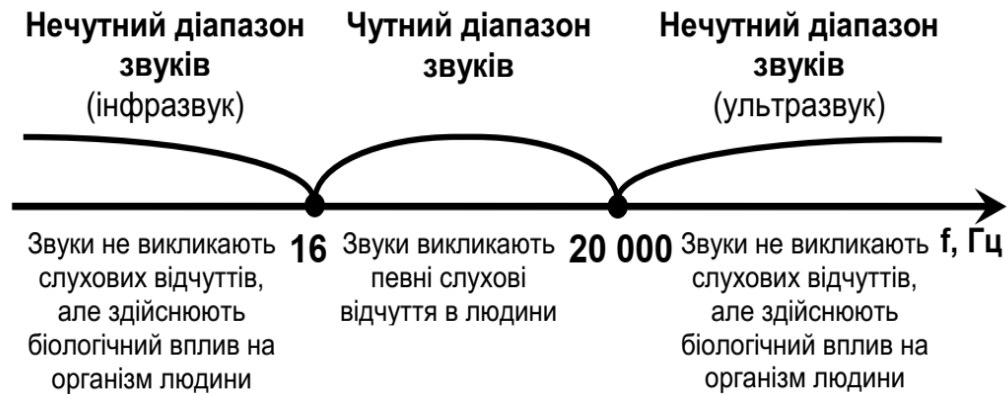 Нечутний діапазон
звуків
(інфразвук)
Чутний діапазон
звуків
Нечутний діапазон
звуків
(ультразвук)
Звуки не викликають
слухових відчуттів,
але здійснюють
біологічний вплив на
організм людини
16
Звуки викликають
певні слухові
відчуття в людини
20 000
Звуки не викликають
слухових відчуттів,
але здійснюють
біологічний вплив на
організм людини
f, Гц